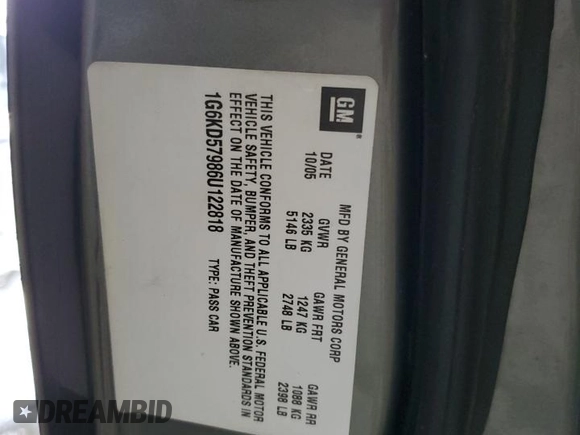 GM
®
MFD BY GENERAL MOTORS CORP
DATE GVWR GAWR FRT GAWR RR
10/05 2335 KG 1247 KG 1088 KG
5146 LB 2748 LB 2398 LB
THIS VEHICLE CONFORMS TO ALL APPLICABLE U.S. FEDERAL MOTOR
VEHICLE SAFETY, BUMPER, AND THEFT PREVENTION STANDARDS IN
EFFECT ON THE DATE OF MANUFACTURE SHOWN ABOVE.
1G6KD57986U122818 TYPE: PASS CAR
DREAMBID